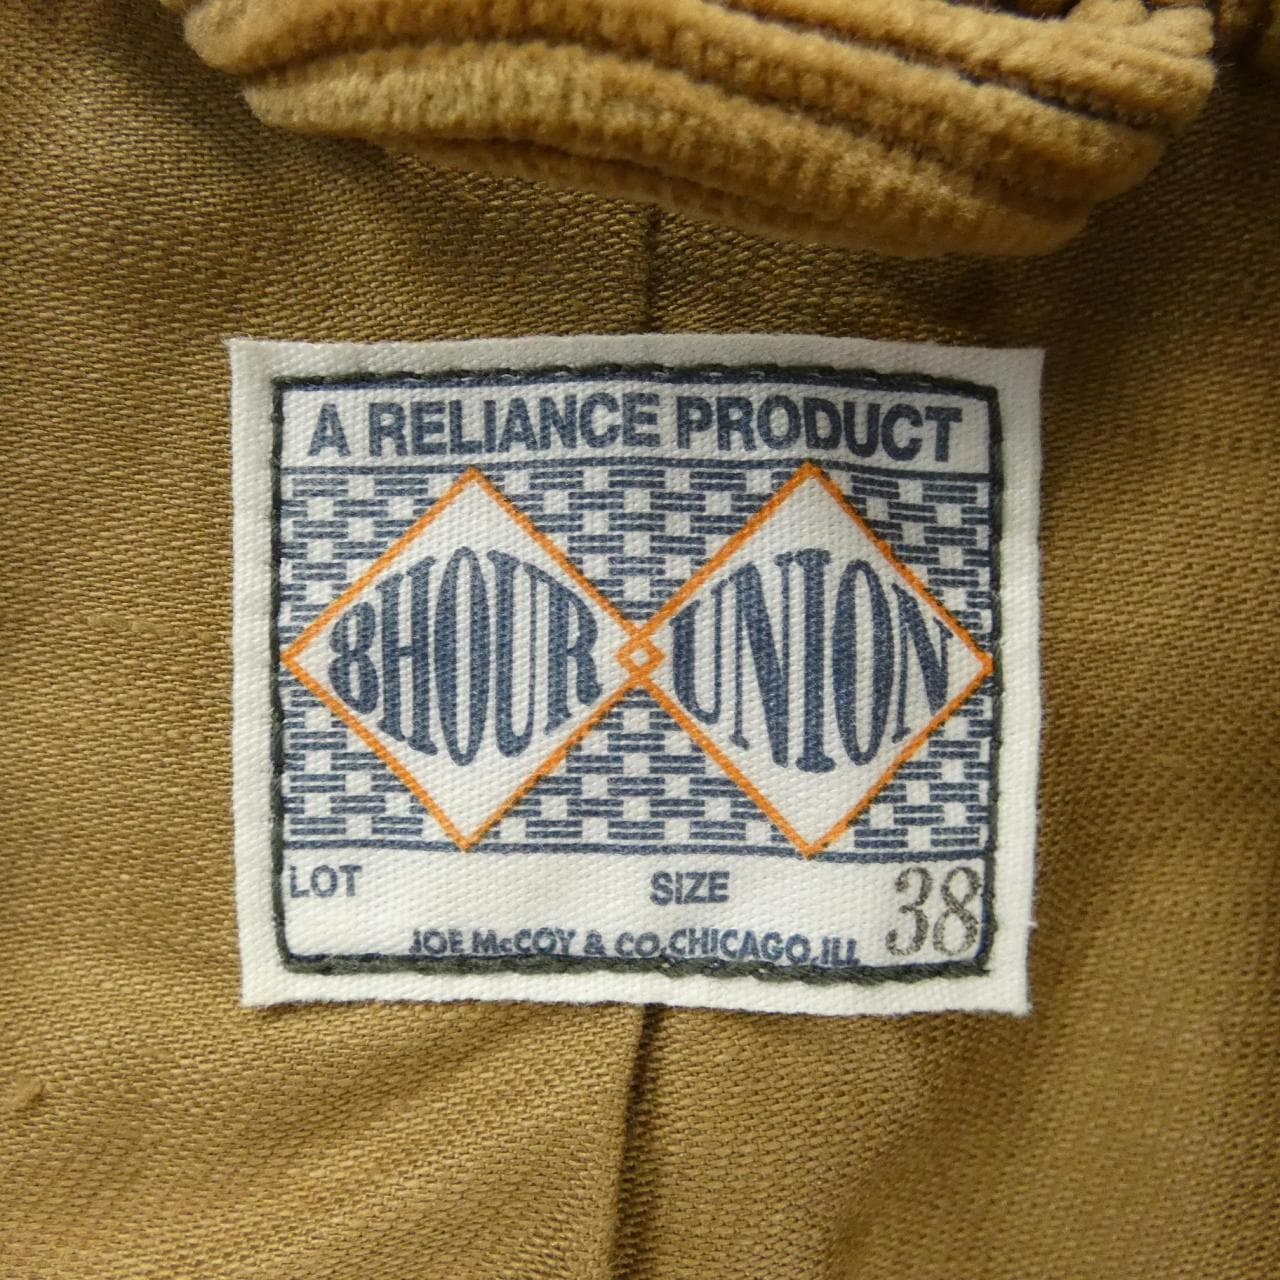 A RELIANCE PRODUCT
8HOUR UNION
LOT SIZE 38
JOE McCOY & CO.CHICAGO,ILL